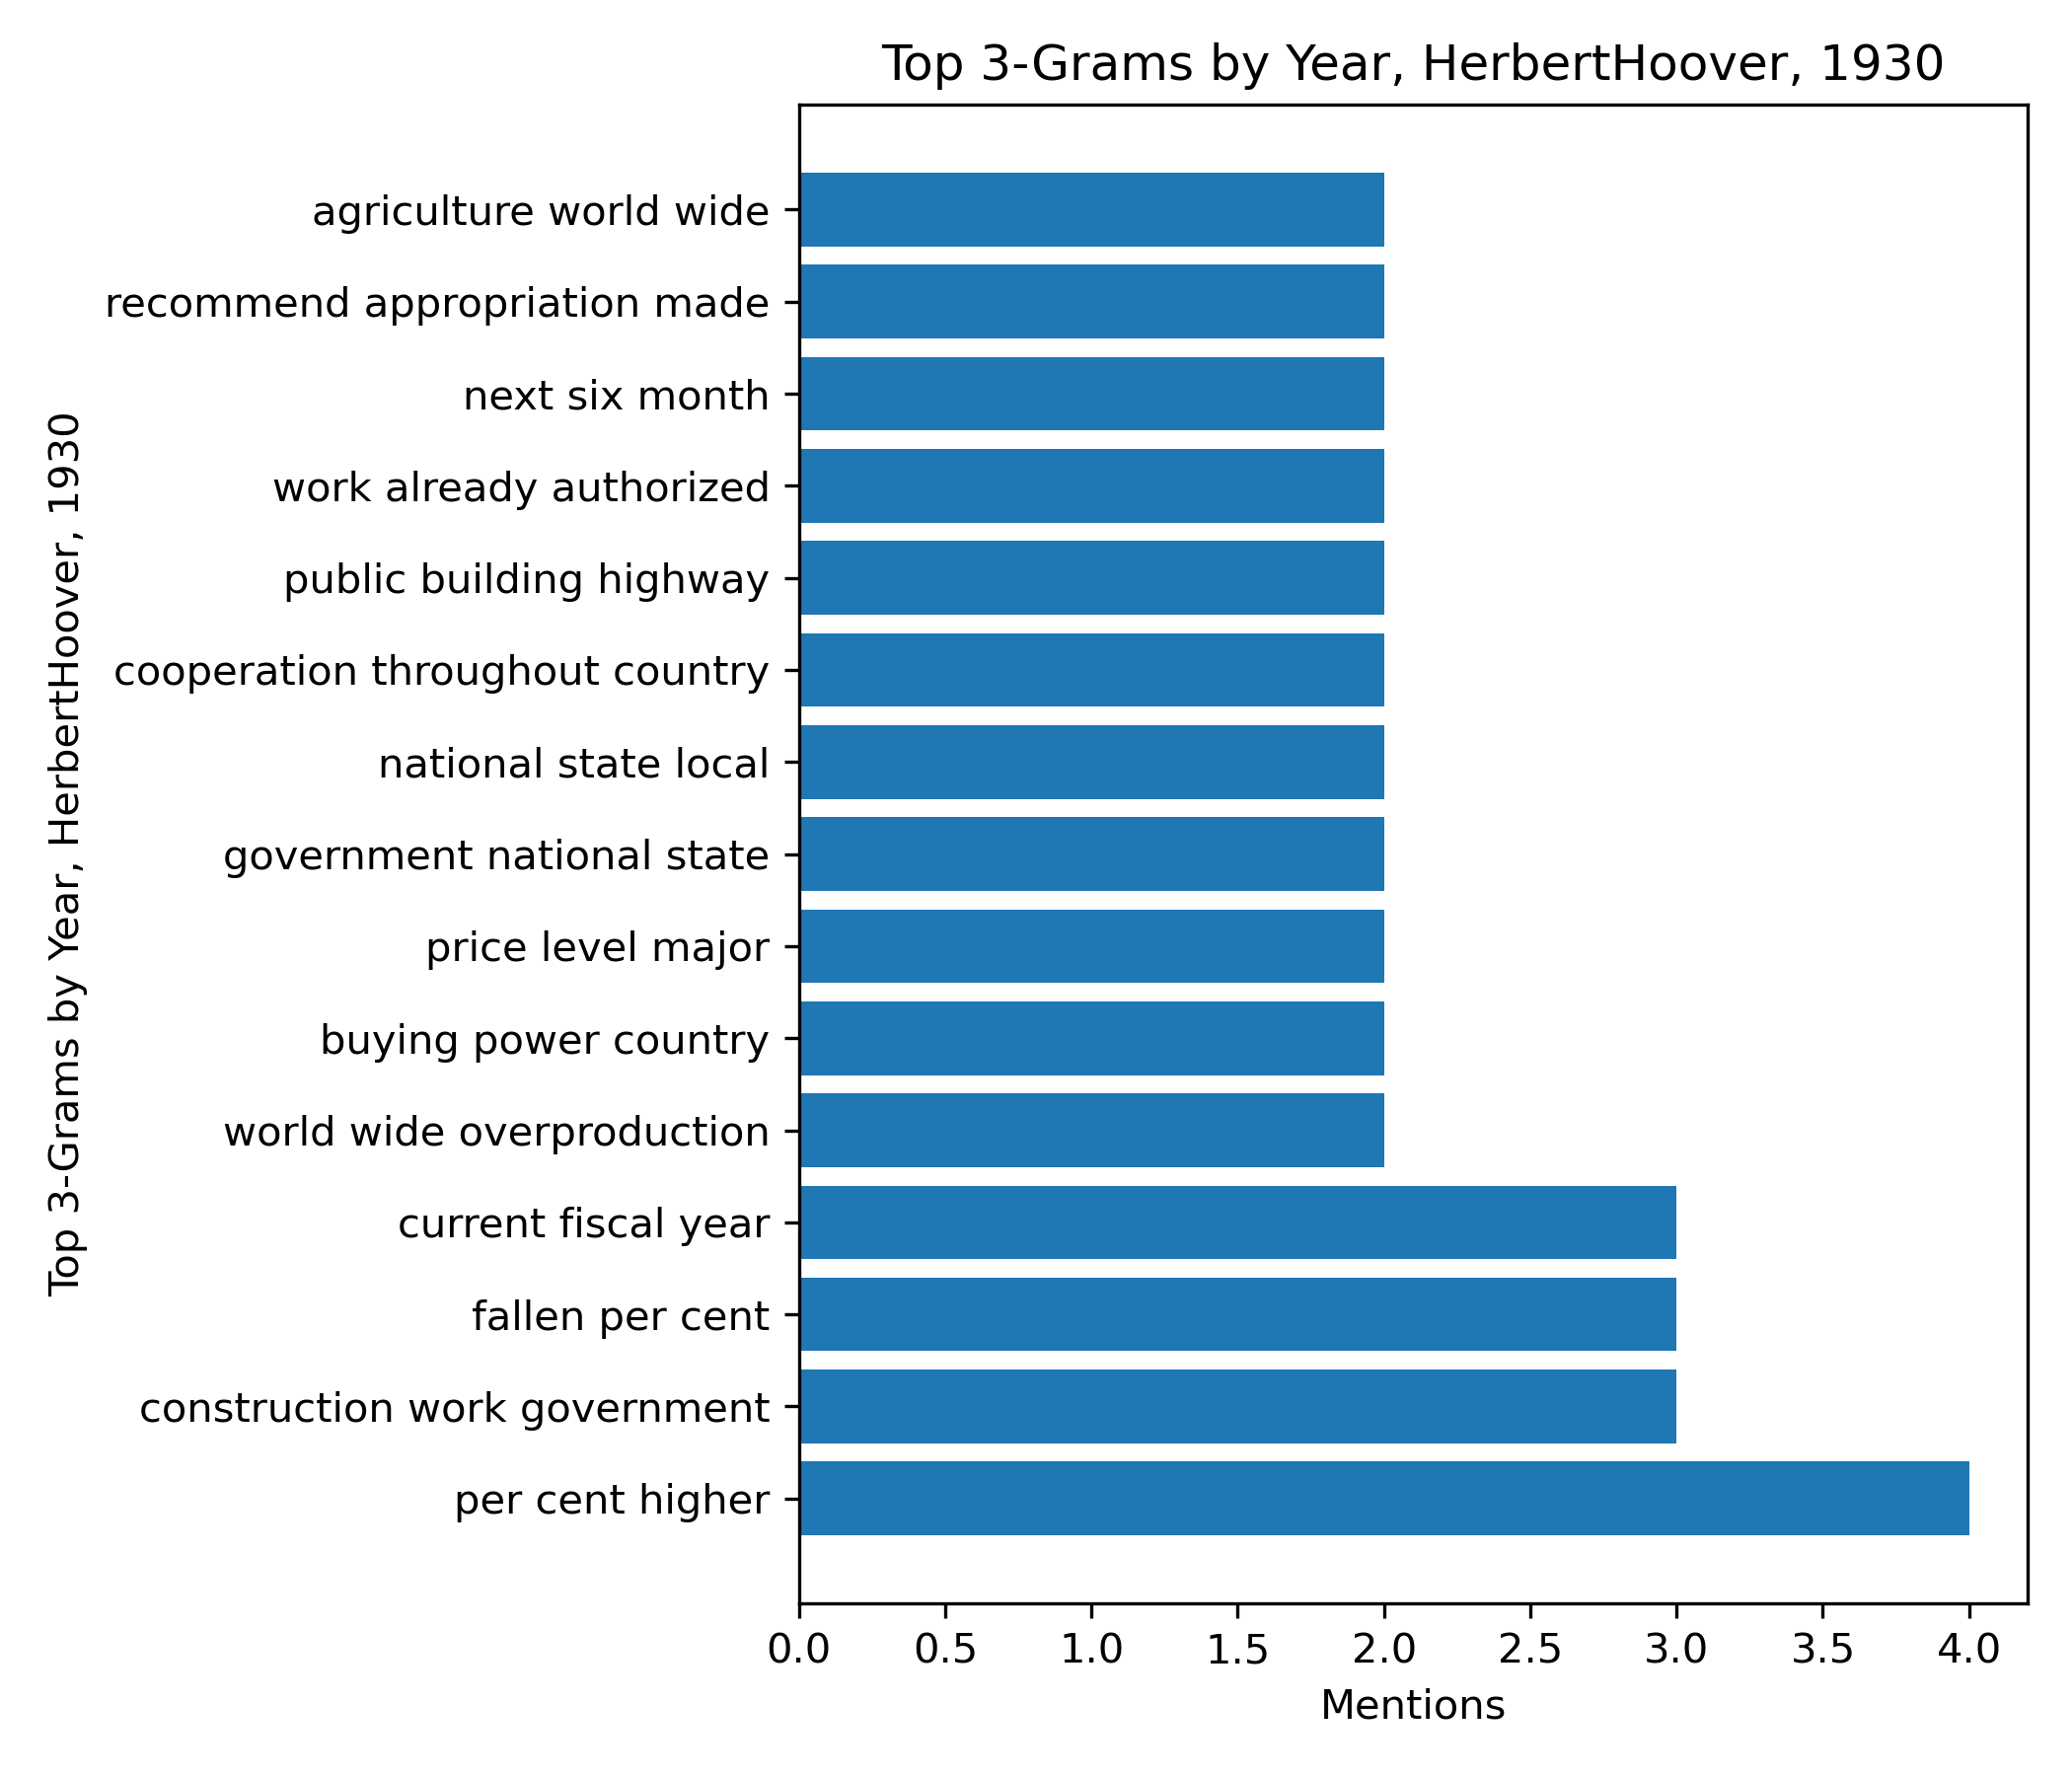 Top 3-Grams by Year, HerbertHoover, 1930
Top 3-Grams by Year, HerbertHoover, 1930
agriculture world wide
recommend appropriation made
next six month
work already authorized
public building highway
cooperation throughout country
national state local
government national state
price level major
buying power country
world wide overproduction
current fiscal year
fallen per cent
construction work government
per cent higher
0.0 0.5 1.0 1.5 2.0 2.5 3.0 3.5 4.0
Mentions